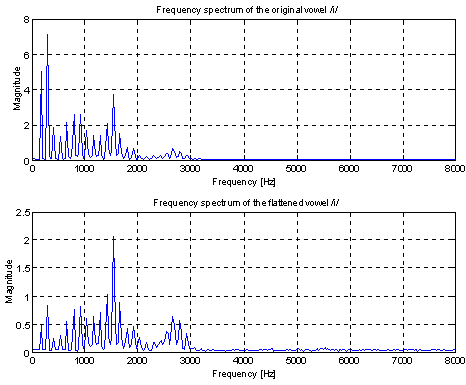 Frequency spectrum of the original vowel /i/
8
6
4
2
0
Magnitude
0 1000 2000 3000 4000 5000 6000 7000 8000
Frequency [Hz]
Frequency spectrum of the flattened vowel /i/
2.5
2
1.5
1
0.5
0
Magnitude
0 1000 2000 3000 4000 5000 6000 7000 8000
Frequency [Hz]